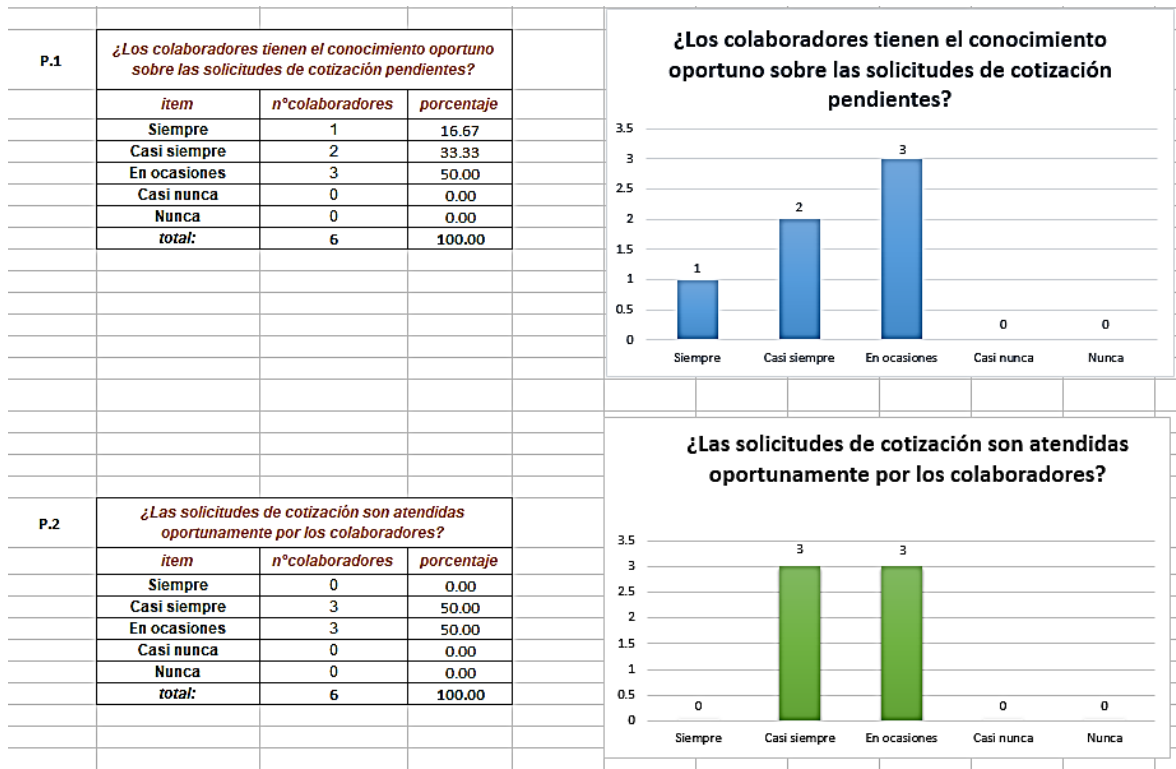 P.1
¿Los colaboradores tienen el conocimiento oportuno
sobre las solicitudes de cotización pendientes?
item n°colaboradores porcentaje
Siempre 1 16.67
Casi siempre 2 33.33
En ocasiones 3 50.00
Casi nunca 0 0.00
Nunca 0 0.00
total: 6 100.00
¿Los colaboradores tienen el conocimiento
oportuno sobre las solicitudes de cotización
pendientes?
3.5
3
2.5
2
1.5
1
0.5
0
1
2
3
0
0
Siempre Casi siempre En ocasiones Casi nunca Nunca
P.2
¿Las solicitudes de cotización son atendidas
oportunamente por los colaboradores?
item n°colaboradores porcentaje
Siempre 0 0.00
Casi siempre 3 50.00
En ocasiones 3 50.00
Casi nunca 0 0.00
Nunca 0 0.00
total: 6 100.00
¿Las solicitudes de cotización son atendidas
oportunamente por los colaboradores?
3.5
3
2.5
2
1.5
1
0.5
0
0
3
3
0
0
Siempre Casi siempre En ocasiones Casi nunca Nunca